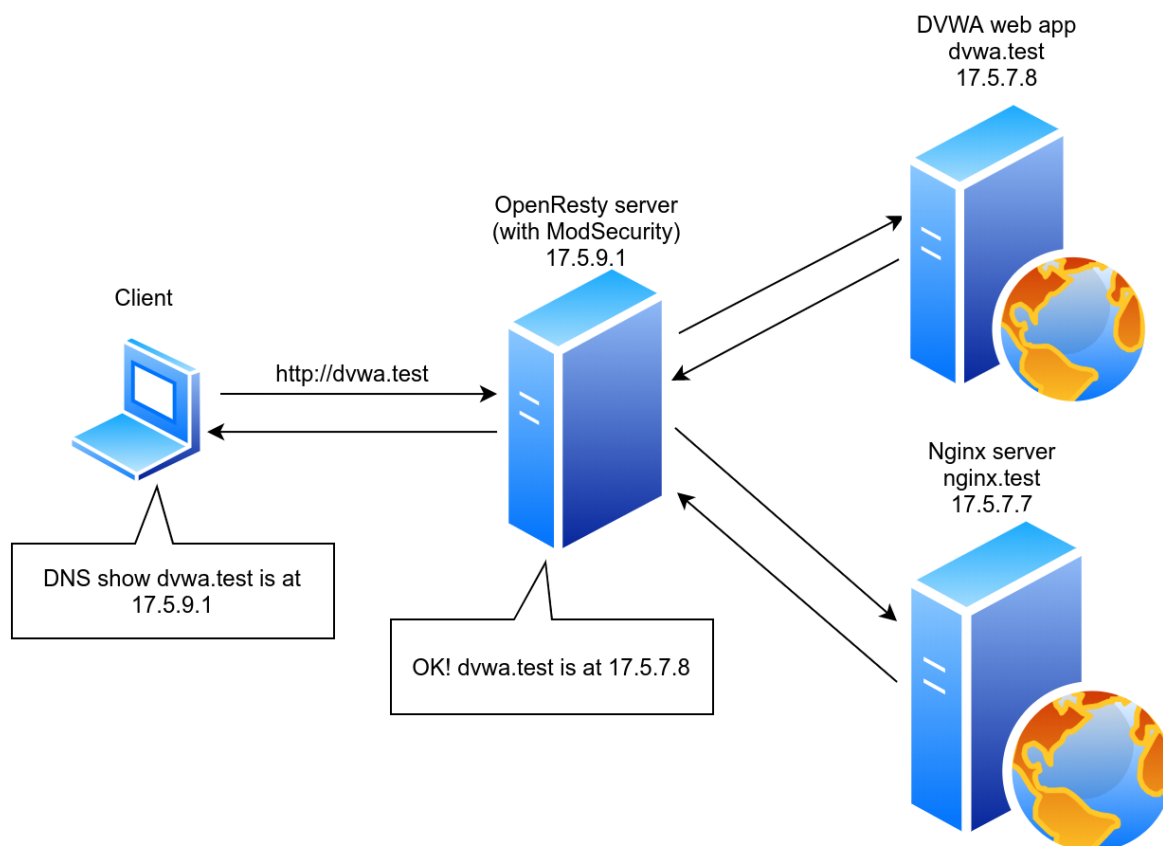 DVWA web app
dvwa.test
17.5.7.8
OpenResty server
(with ModSecurity)
17.5.9.1
Client
http://dvwa.test
Nginx server
nginx.test
17.5.7.7
DNS show dvwa.test is at
17.5.9.1
OK! dvwa.test is at 17.5.7.8